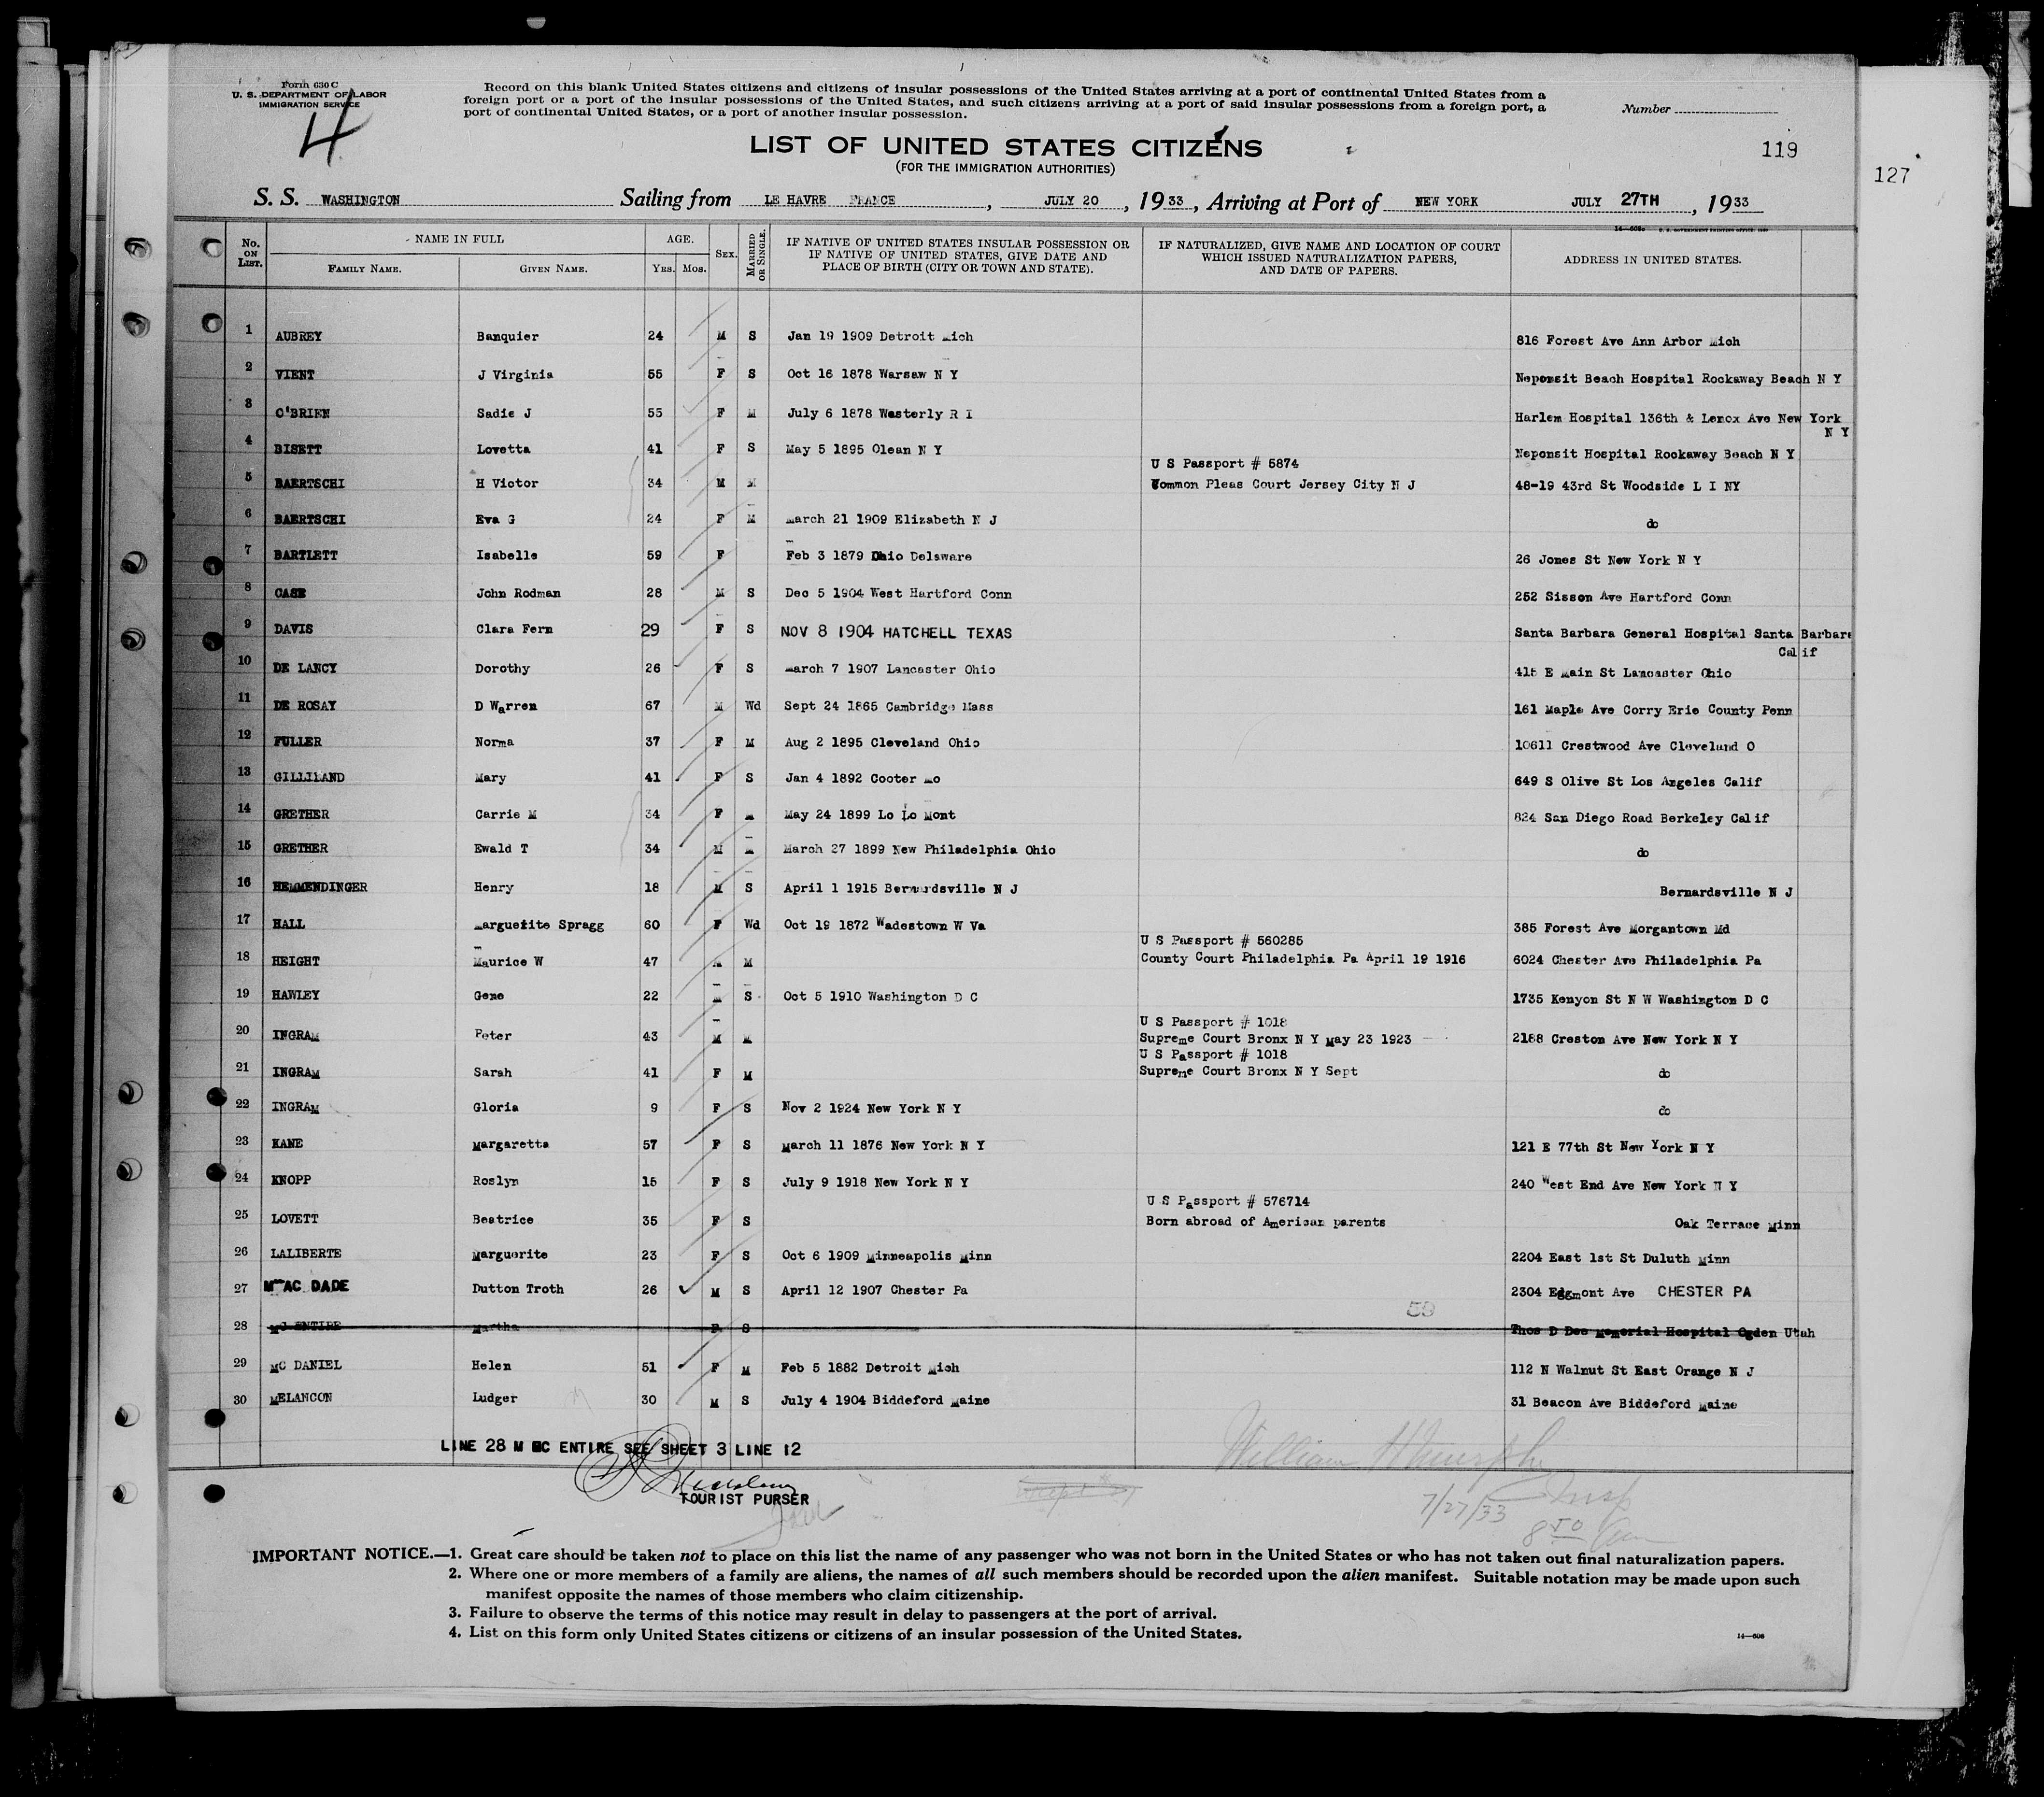 Form 630 C
U. S. DEPARTMENT OF LABOR
IMMIGRATION SERVICE
4
Record on this blank United States citizens and citizens of insular possessions of the United States arriving at a port of continental United States from a
foreign port or a port of the insular possessions of the United States, and such citizens arriving at a port of said insular possessions from a foreign port, a
port of continental United States, or a port of another insular possession.
Number
LIST OF UNITED STATES CITIZENS
(FOR THE IMMIGRATION AUTHORITIES)
119
127
S. S. WASHINGTON Sailing from LE HAVRE FRANCE, JULY 20, 1933, Arriving at Port of NEW YORK JULY 27TH, 1933
No. ON LIST. NAME IN FULL FAMILY NAME. GIVEN NAME. AGE. YRS. MOS. SEX. MARRIED OR SINGLE. IF NATIVE OF UNITED STATES INSULAR POSSESSION OR IF NATIVE OF UNITED STATES, GIVE DATE AND PLACE OF BIRTH (CITY OR TOWN AND STATE). IF NATURALIZED, GIVE NAME AND LOCATION OF COURT WHICH ISSUED NATURALIZATION PAPERS, AND DATE OF PAPERS. ADDRESS IN UNITED STATES.
1 AUBREY Banquier 24 M S Jan 19 1909 Detroit Mich 816 Forest Ave Ann Arbor Mich
2 VIENT J Virginia 55 F S Oct 16 1878 Warsaw N Y Neponsit Beach Hospital Rockaway Beach N Y
3 O'BRIEN Sadie J 55 F M July 6 1878 Westerly R I Harlem Hospital 136th & Lenox Ave New York N Y
4 BISETT Lovetta 41 F S May 5 1895 Olean N Y Neponsit Hospital Rockaway Beach N Y
U S Passport # 5874
5 BAERTSCHI H Victor 34 M M Common Pleas Court Jersey City N J 48-19 43rd St Woodside L I NY
6 BAERTSCHI Eva G 24 F M March 21 1909 Elizabeth N J do
7 BARTLETT Isabelle 59 F Feb 3 1879 Ohio Delsware 26 Jones St New York N Y
8 CASE John Rodman 28 M S Dec 5 1904 West Hartford Conn 252 Sisson Ave Hartford Conn
9 DAVIS Clara Fern 29 F S NOV 8 1904 HATCHELL TEXAS Santa Barbara General Hospital Santa Barbara Calif
10 DE LANCY Dorothy 26 F S March 7 1907 Lancaster Ohio 415 E Main St Lancaster Ohio
11 DE ROSAY D Warren 67 M Wd Sept 24 1865 Cambridge Mass 161 Maple Ave Corry Erie County Penn
12 FULLER Norma 37 F M Aug 2 1895 Cleveland Ohio 10611 Crestwood Ave Cleveland O
13 GILLILAND Mary 41 F S Jan 4 1892 Cooter Mo 649 S Olive St Los Angeles Calif
14 GRETHER Carrie M 34 F M May 24 1899 Lo Lo Mont 824 San Diego Road Berkeley Calif
15 GRETHER Ewald T 34 M M March 27 1899 New Philadelphia Ohio do
16 HEMMENDINGER Henry 18 M S April 1 1915 Bernardsville N J Bernardsville N J
17 HALL Marguetite Spragg 60 F Wd Oct 19 1872 Wadestown W Va 385 Forest Ave Morgantown Md
U S Passport # 560285
18 HEIGHT Maurice W 47 M M County Court Philadelphia Pa April 19 1916 6024 Chester Ave Philadelphia Pa
19 HAWLEY Gene 22 M S Oct 5 1910 Washington D C 1735 Kenyon St N W Washington D C
U S Passport # 1018
20 INGRAM Peter 43 M M Supreme Court Bronx N Y May 23 1923 2188 Creston Ave New York N Y
U S Passport # 1018
21 INGRAM Sarah 41 F M Supreme Court Bronx N Y Sept do
22 INGRAM Gloria 9 F S Nov 2 1924 New York N Y do
23 KANE Margaretta 57 F S March 11 1876 New York N Y 121 E 77th St New York N Y
24 KNOPP Roslyn 15 F S July 9 1918 New York N Y 240 West End Ave New York N Y
U S Passport # 576714
25 LOVETT Beatrice 35 F S Born abroad of American parents Oak Terrace Minn
26 LALIBERTE Marguerite 23 F S Oct 6 1909 Minneapolis Minn 2204 East 1st St Duluth Minn
27 MAC DADE Dutton Troth 26 M S April 12 1907 Chester Pa 2304 Edgmont Ave CHESTER PA
59
28 MC ENTIRE Martha F S Thos D Dee Memorial Hospital Ogden Utah
29 MC DANIEL Helen 51 F M Feb 5 1882 Detroit Mich 112 N Walnut St East Orange N J
30 MELANCON Ludger 30 M S July 4 1904 Biddeford Maine 31 Beacon Ave Biddeford Maine
LINE 28 M MC ENTIRE SEE SHEET 3 LINE 12
William H Murphy
TOURIST PURSER
Insp
7/27/33
IMPORTANT NOTICE.—1. Great care should be taken not to place on this list the name of any passenger who was not born in the United States or who has not taken out final naturalization papers.
2. Where one or more members of a family are aliens, the names of all such members should be recorded upon the alien manifest. Suitable notation may be made upon such
manifest opposite the names of those members who claim citizenship.
3. Failure to observe the terms of this notice may result in delay to passengers at the port of arrival.
4. List on this form only United States citizens or citizens of an insular possession of the United States.
14—606